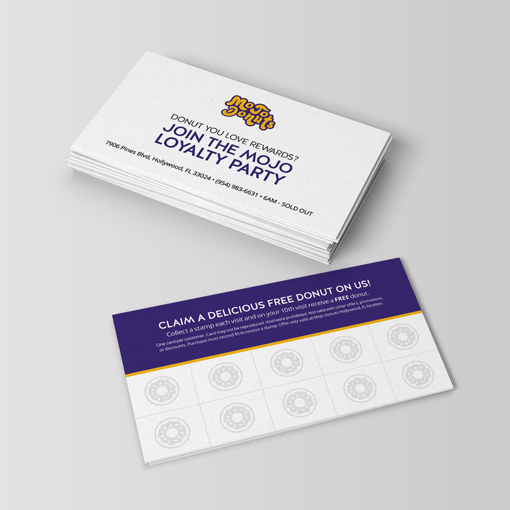 Mojo
Donuts
DONUT YOU LOVE REWARDS?
JOIN THE MOJO
LOYALTY PARTY
7906 Pines Blvd, Hollywood, FL 33024 • (954) 983-6631 • 6AM - SOLD OUT
CLAIM A DELICIOUS FREE DONUT ON US!
Collect a stamp each visit and on your 10th visit receive a FREE donut.
One card per customer. Card may not be reproduced. Void were prohibited. Not valid with other offers, promotions,
or discounts. Purchase must exceed $5 to receive a stamp. Offer only valid at Mojo Donuts Hollywood, FL location.